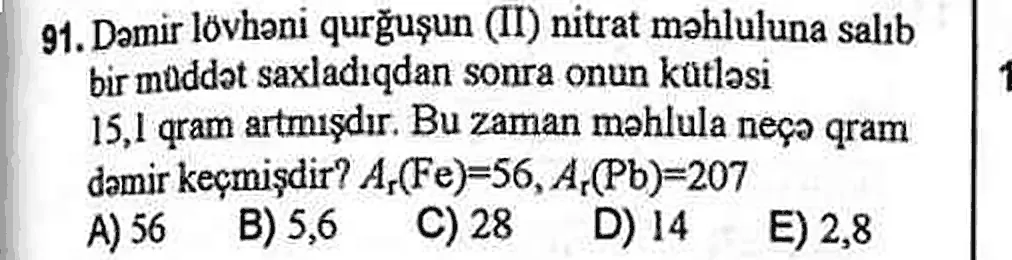 91. Dəmir lövhəni qurğuşun (II) nitrat məhluluna salıb
bir müddət saxladıqdan sonra onun kütləsi
15,1 qram artmışdır. Bu zaman məhlula neçə qram
dəmir keçmişdir? Aᵣ(Fe)=56, Aᵣ(Pb)=207
A) 56 B) 5,6 C) 28 D) 14 E) 2,8